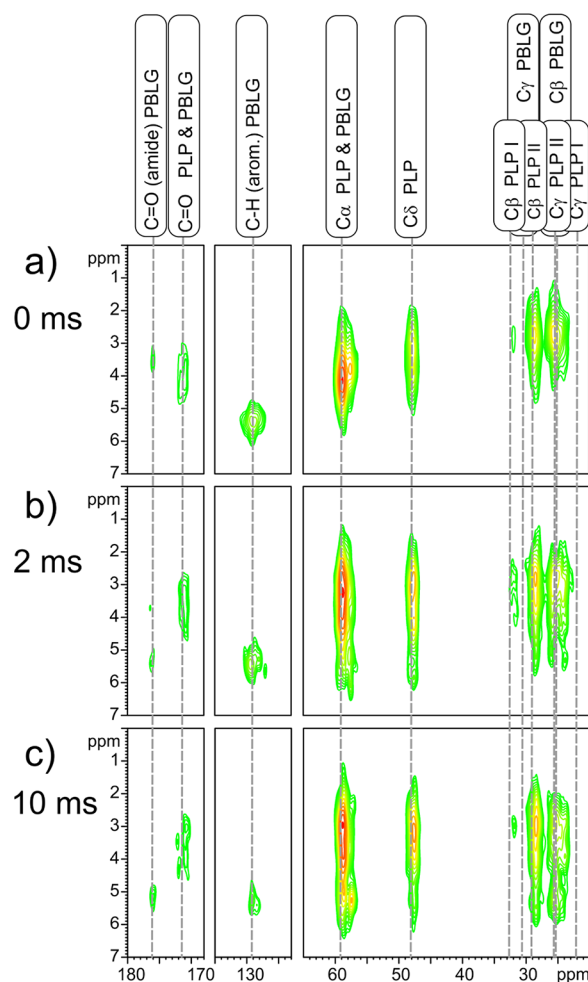 C=O (amide) PBLG
C=O PLP & PBLG
C-H (arom.) PBLG
Cα PLP & PBLG
Cδ PLP
Cβ PLP I
Cγ PBLG
Cβ PLP II
Cβ PBLG
Cγ PLP II
Cγ PLP I
a)
0 ms
ppm
1
2
3
4
5
6
7
b)
2 ms
ppm
1
2
3
4
5
6
7
c)
10 ms
ppm
1
2
3
4
5
6
7
180 170 130 60 50 40 30 ppm